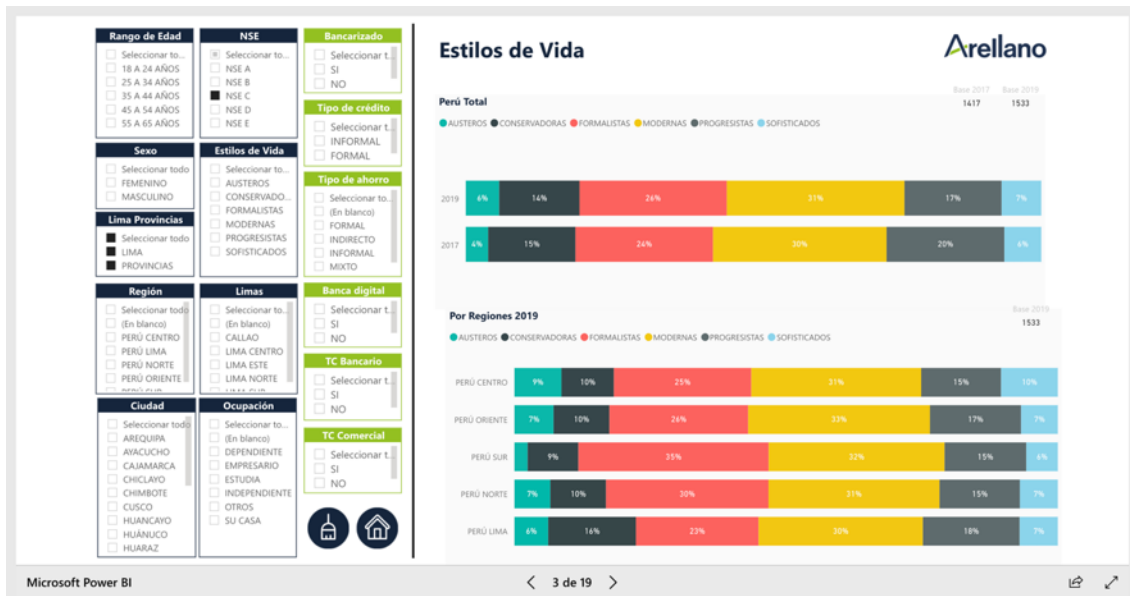 Rango de Edad
Seleccionar to...
18 A 24 AÑOS
25 A 34 AÑOS
35 A 44 AÑOS
45 A 54 AÑOS
55 A 65 AÑOS
NSE
Seleccionar to...
NSE A
NSE B
NSE C
NSE D
NSE E
Bancarizado
Seleccionar t...
SI
NO
Tipo de crédito
Seleccionar t...
INFORMAL
FORMAL
Sexo
Seleccionar todo
FEMENINO
MASCULINO
Estilos de Vida
Seleccionar to...
AUSTEROS
CONSERVADO...
FORMALISTAS
MODERNAS
PROGRESISTAS
SOFISTICADOS
Tipo de ahorro
Seleccionar to...
(En blanco)
FORMAL
INDIRECTO
INFORMAL
MIXTO
Lima Provincias
Seleccionar todo
LIMA
PROVINCIAS
Región
Seleccionar todo
(En blanco)
PERÚ CENTRO
PERÚ LIMA
PERÚ NORTE
PERÚ ORIENTE
PERÚ SUR
Limas
Seleccionar to...
(En blanco)
CALLAO
LIMA CENTRO
LIMA ESTE
LIMA NORTE
LIMA SUR
Banca digital
Seleccionar t...
SI
NO
TC Bancario
Seleccionar t...
SI
NO
Ciudad
Seleccionar todo
AREQUIPA
AYACUCHO
CAJAMARCA
CHICLAYO
CHIMBOTE
CUSCO
HUANCAYO
HUÁNUCO
HUARAZ
Ocupación
Seleccionar to...
(En blanco)
DEPENDIENTE
EMPRESARIO
ESTUDIA
INDEPENDIENTE
OTROS
SU CASA
TC Comercial
Seleccionar t...
SI
NO
Estilos de Vida
Arellano
Base 2017 Base 2019
1417 1533
Perú Total
AUSTEROS CONSERVADORAS FORMALISTAS MODERNAS PROGRESISTAS SOFISTICADOS
2019 6% 14% 26% 31% 17% 7%
2017 4% 15% 24% 30% 20% 6%
Por Regiones 2019
Base 2019
1533
AUSTEROS CONSERVADORAS FORMALISTAS MODERNAS PROGRESISTAS SOFISTICADOS
PERÚ CENTRO 9% 10% 25% 31% 15% 10%
PERÚ ORIENTE 7% 10% 26% 33% 17% 7%
PERÚ SUR 9% 35% 32% 15% 6%
PERÚ NORTE 7% 10% 30% 31% 15% 7%
PERÚ LIMA 6% 16% 23% 30% 18% 7%
Microsoft Power BI
3 de 19